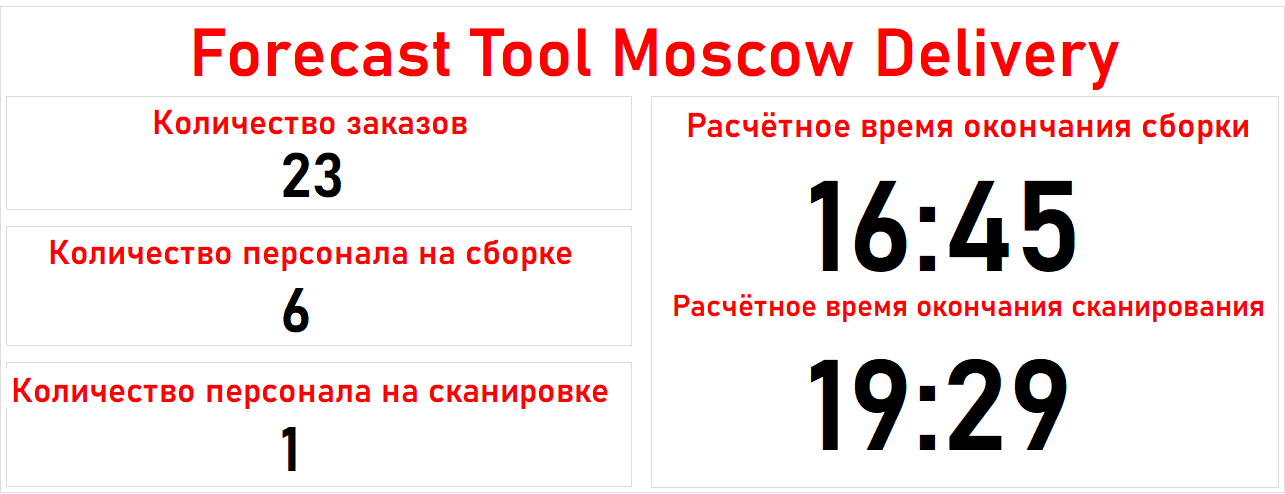 Forecast Tool Moscow Delivery
Количество заказов
23
Количество персонала на сборке
6
Количество персонала на сканировке
1
Расчётное время окончания сборки
16:45
Расчётное время окончания сканирования
19:29